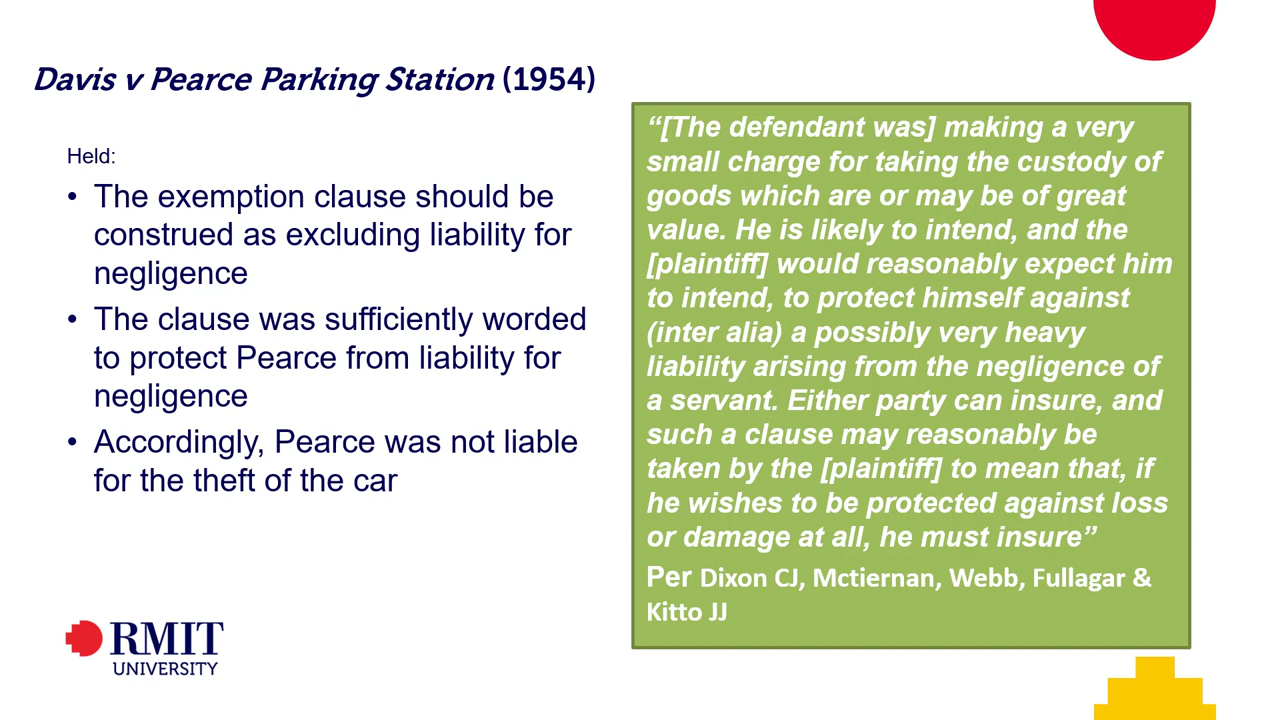 Davis v Pearce Parking Station (1954)
Held:
• The exemption clause should be
construed as excluding liability for
negligence
• The clause was sufficiently worded
to protect Pearce from liability for
negligence
• Accordingly, Pearce was not liable
for the theft of the car
“[The defendant was] making a very
small charge for taking the custody of
goods which are or may be of great
value. He is likely to intend, and the
[plaintiff] would reasonably expect him
to intend, to protect himself against
(inter alia) a possibly very heavy
liability arising from the negligence of
a servant. Either party can insure, and
such a clause may reasonably be
taken by the [plaintiff] to mean that, if
he wishes to be protected against loss
or damage at all, he must insure”
Per Dixon CJ, Mctiernan, Webb, Fullagar &
Kitto JJ
RMIT
UNIVERSITY